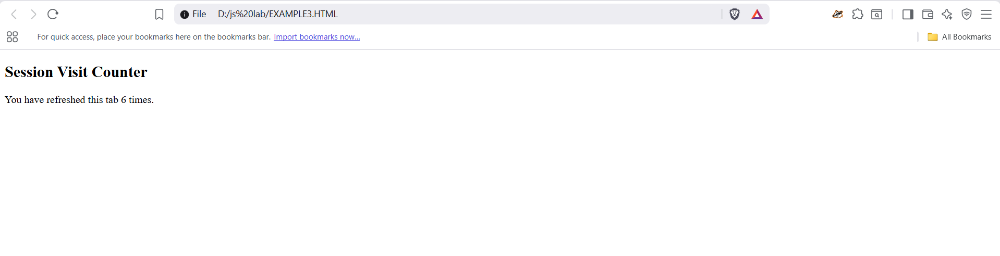 File D:/js%20lab/EXAMPLE3.HTML
For quick access, place your bookmarks here on the bookmarks bar. Import bookmarks now...
All Bookmarks
Session Visit Counter
You have refreshed this tab 6 times.